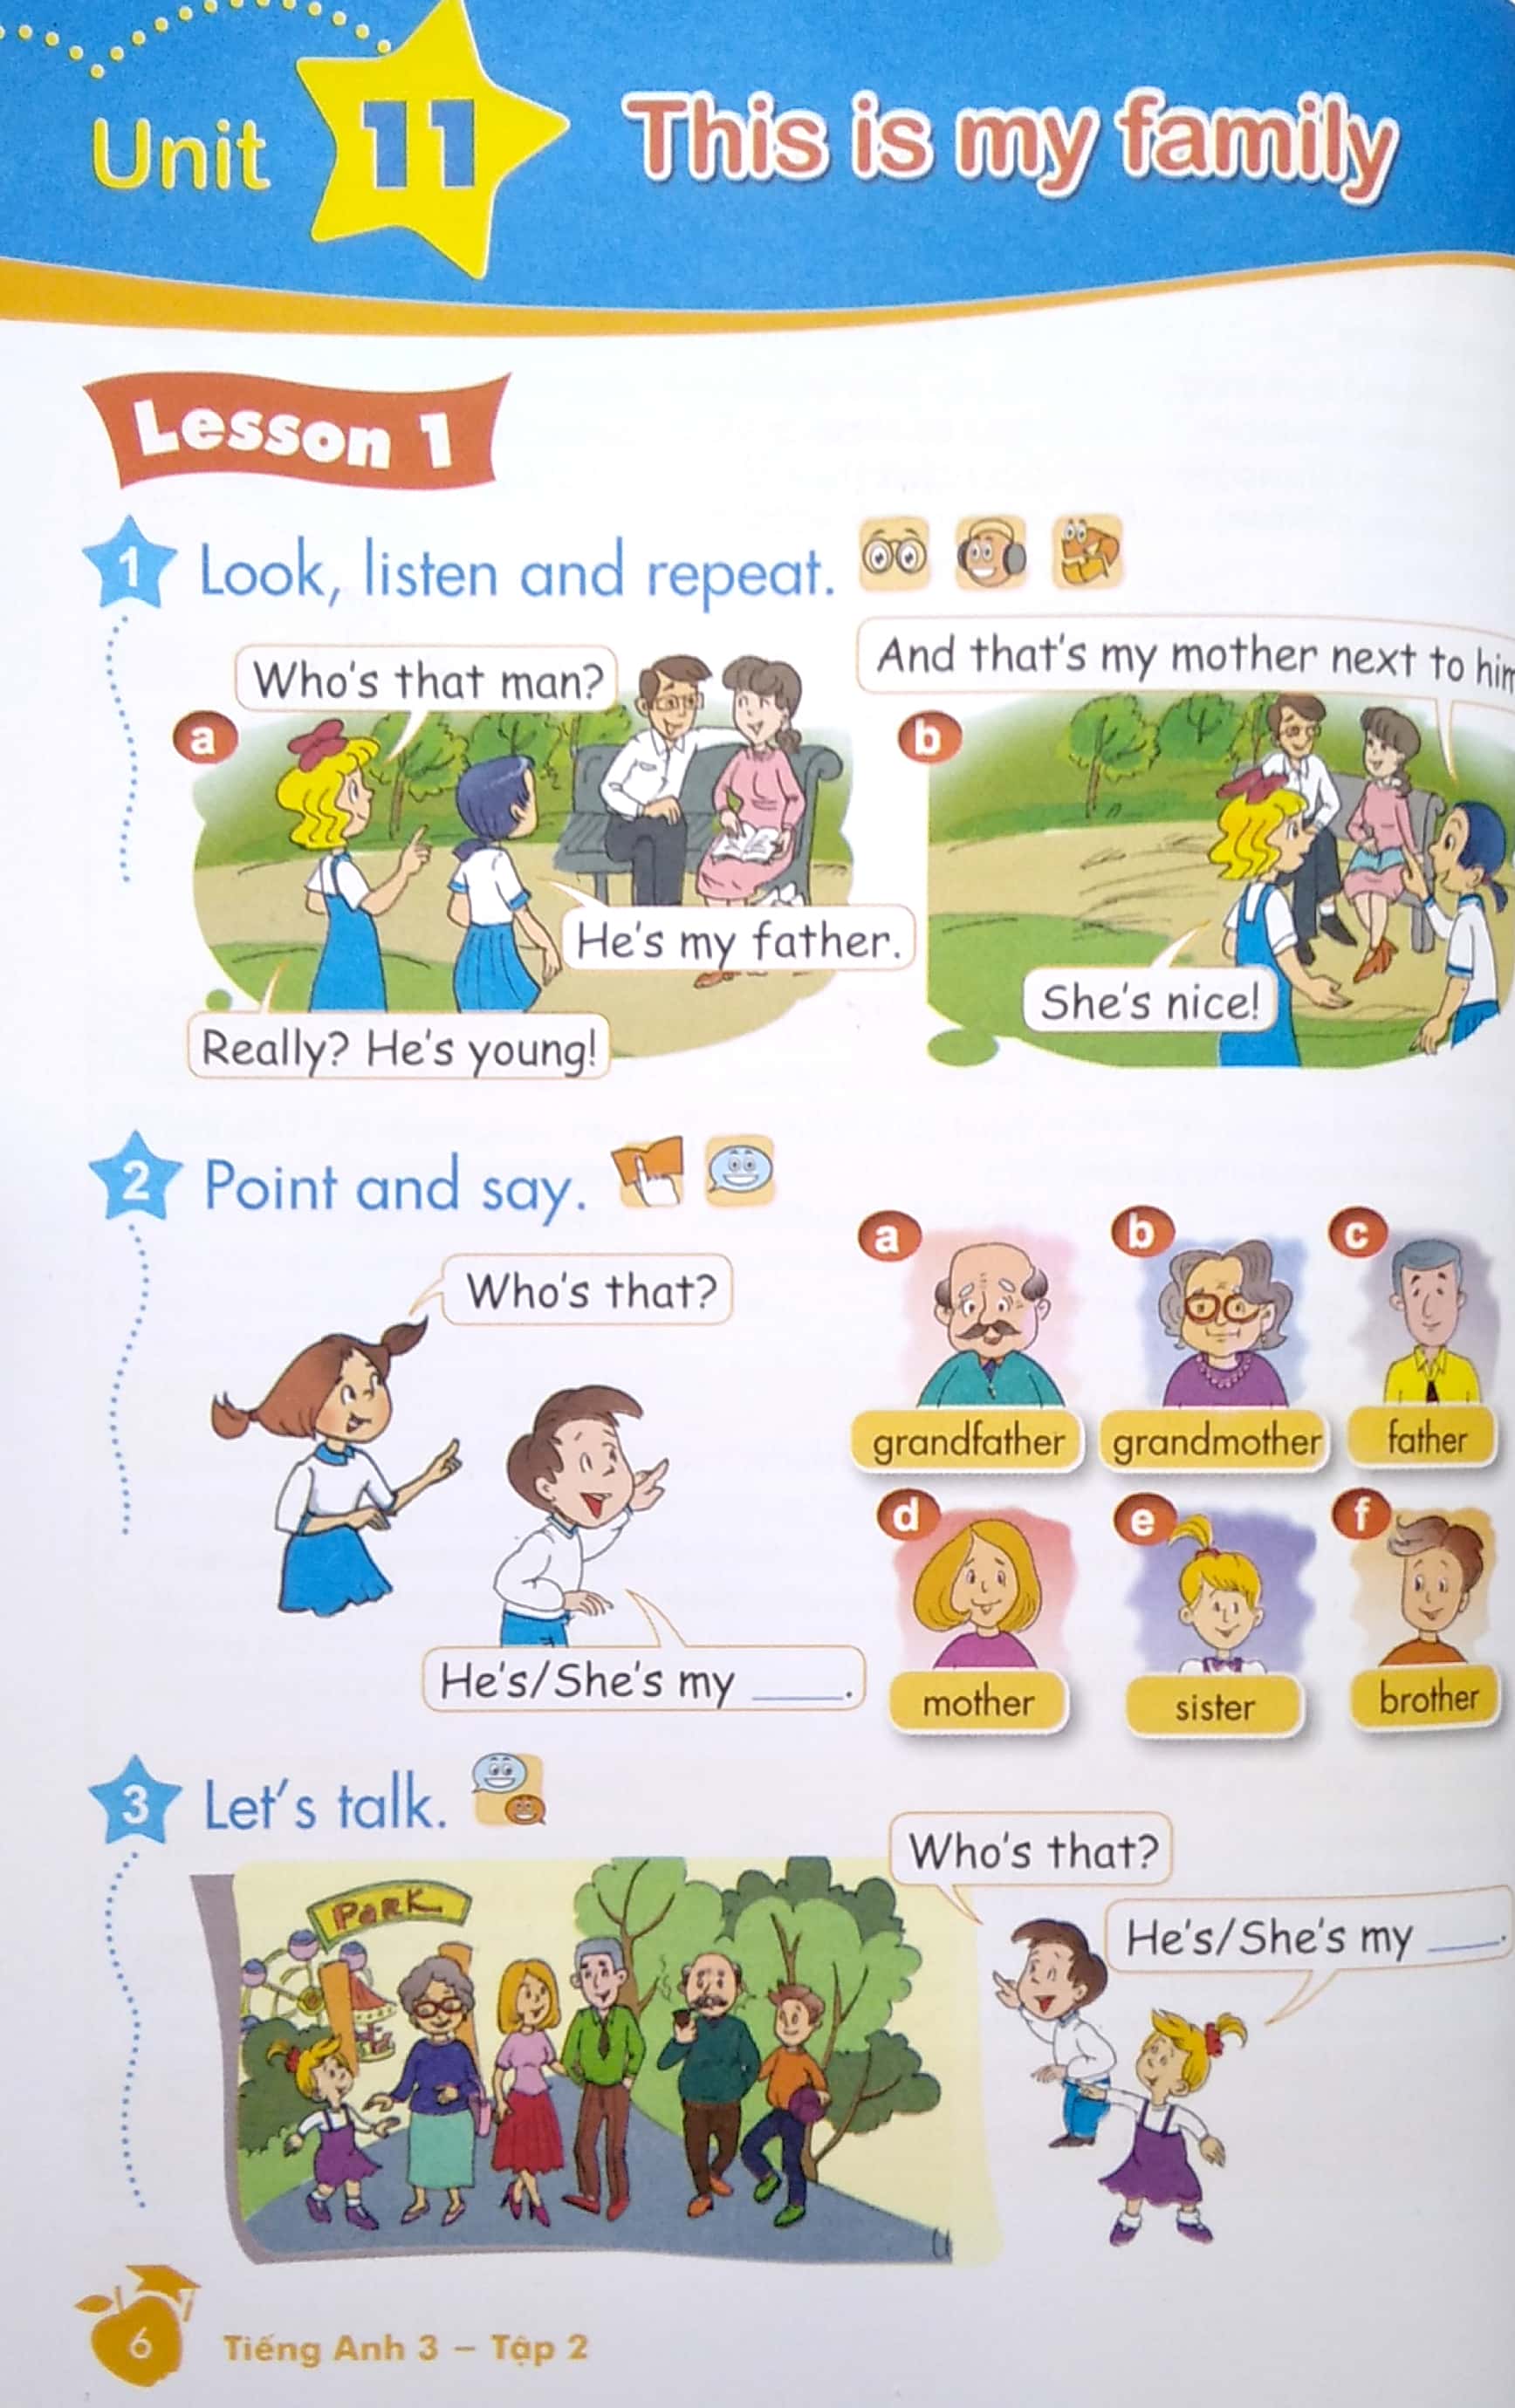 Unit 11 This is my family
Lesson 1
1 Look, listen and repeat.
a
Who's that man?
He's my father.
Really? He's young!
b
And that's my mother next to
She's nice!
2 Point and say.
Who's that?
He's/She's my ____.
a
grandfather
b
grandmother
c
father
d
mother
e
sister
f
brother
3 Let's talk.
PARK
Who's that?
He's/She's my ____.
6 Tiếng Anh 3 – Tập 2